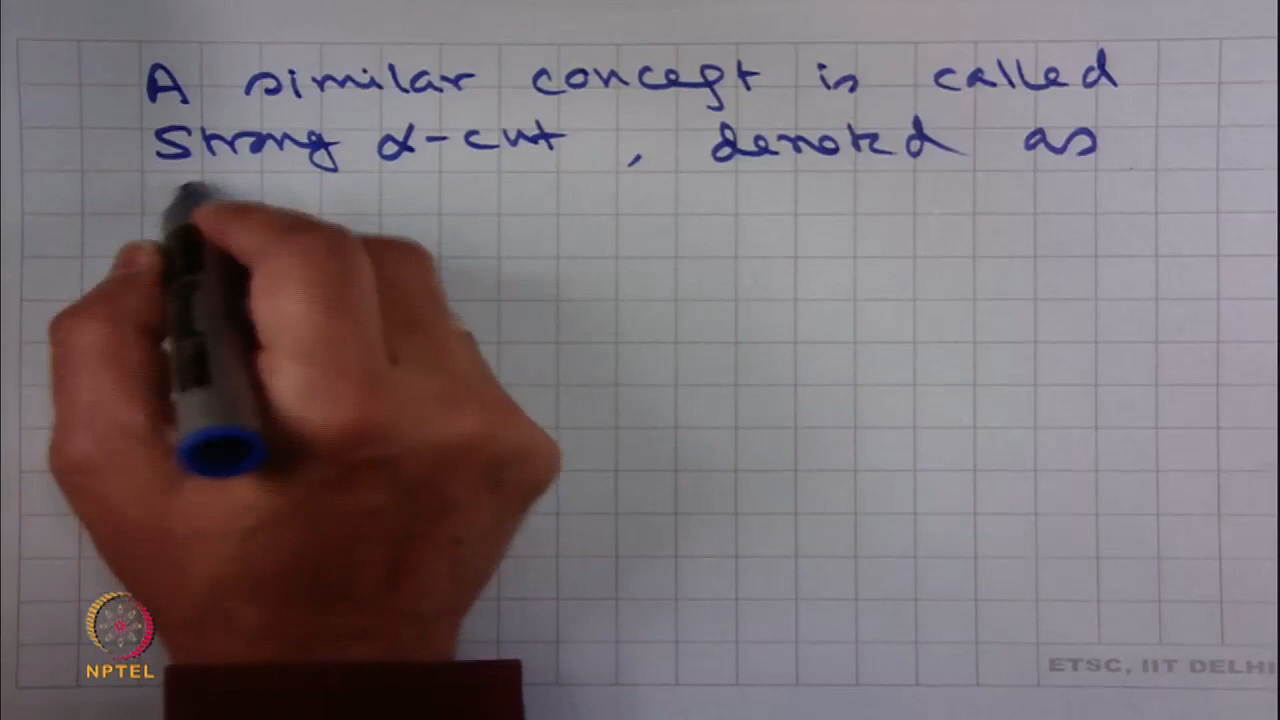 A similar concept is called
Strong α-cut, denoted as
NPTEL
ETSC, IIT DELHI